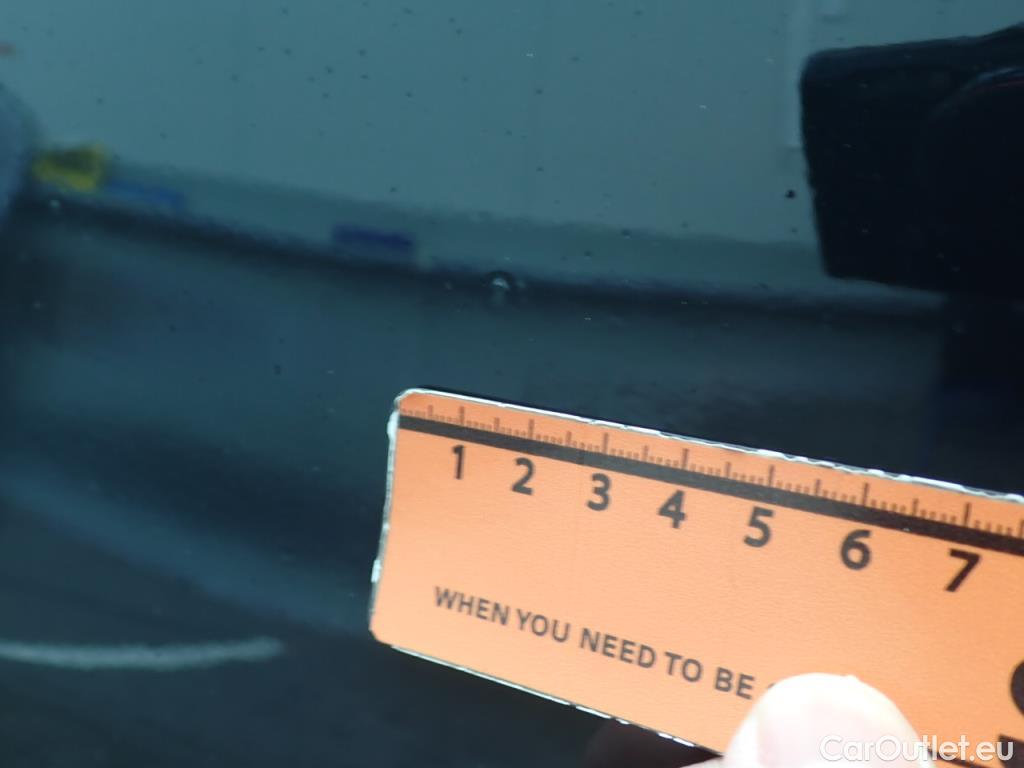 1 2 3 4 5 6 7
WHEN YOU NEED TO BE
CarOutlet.eu